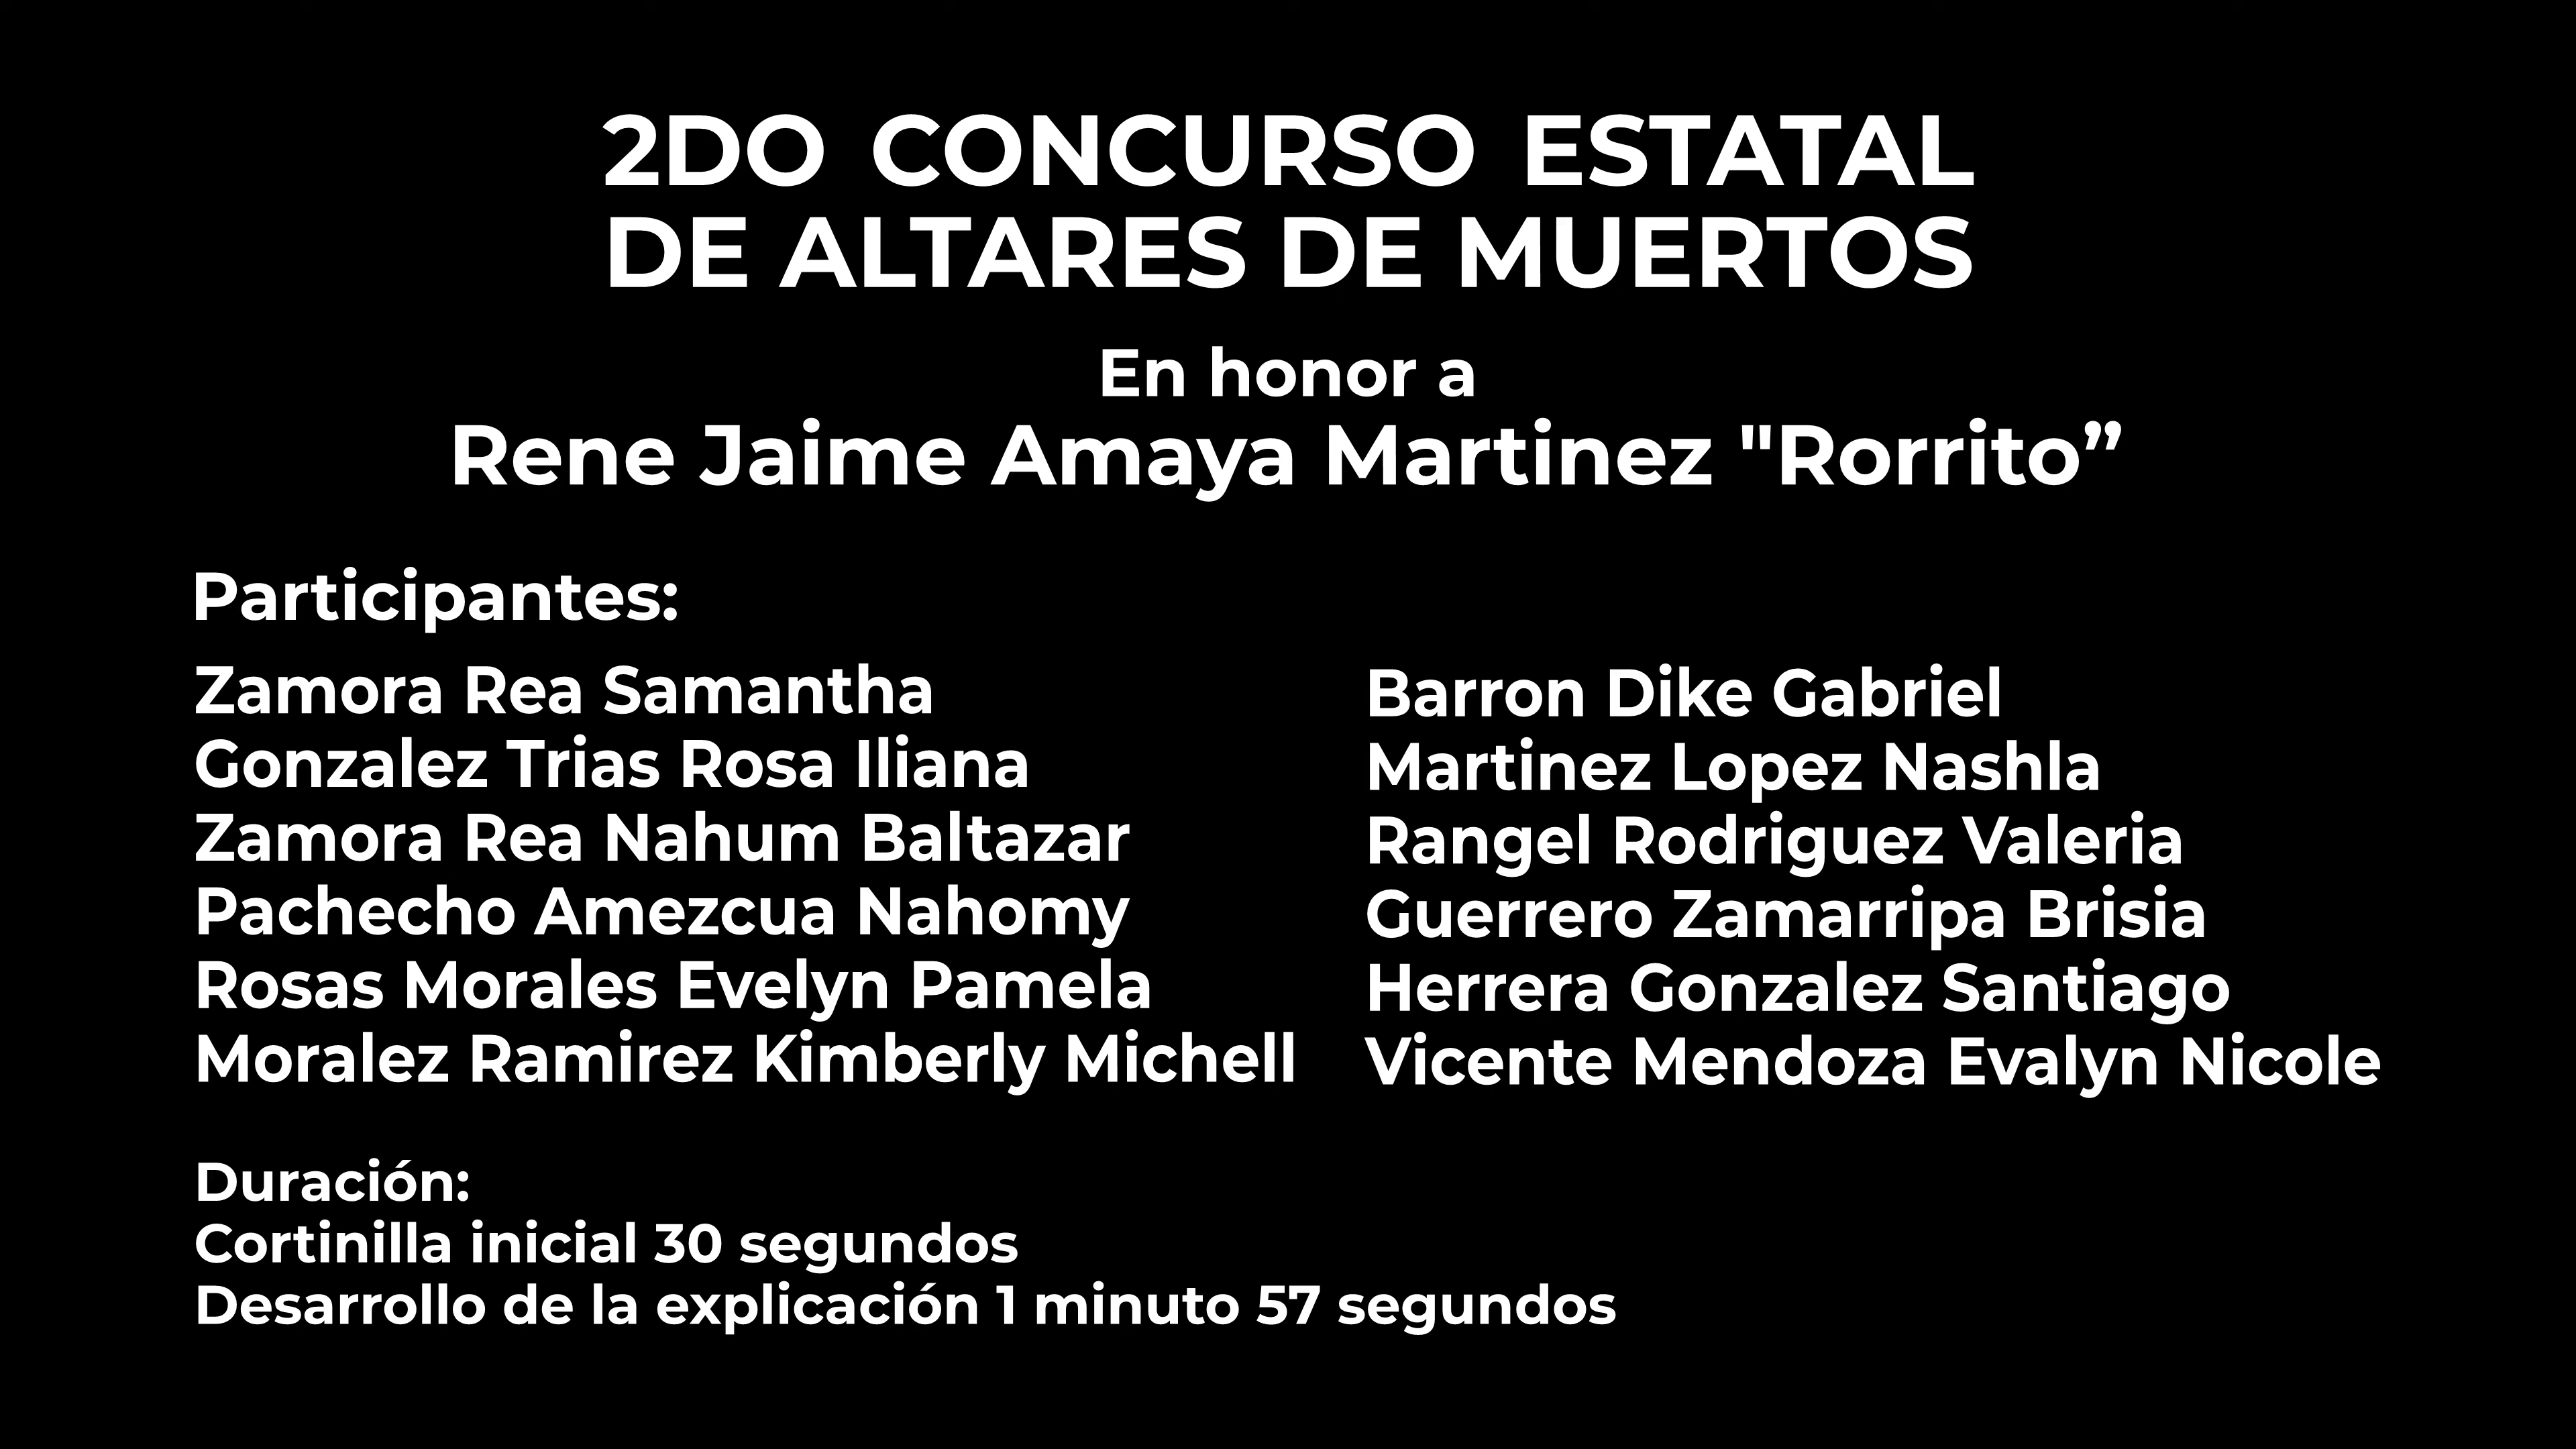 2DO CONCURSO ESTATAL
DE ALTARES DE MUERTOS
En honor a
Rene Jaime Amaya Martinez "Rorrito”
Participantes:
Zamora Rea Samantha
Gonzalez Trias Rosa Iliana
Zamora Rea Nahum Baltazar
Pachecho Amezcua Nahomy
Rosas Morales Evelyn Pamela
Moralez Ramirez Kimberly Michell
Barron Dike Gabriel
Martinez Lopez Nashla
Rangel Rodriguez Valeria
Guerrero Zamarripa Brisia
Herrera Gonzalez Santiago
Vicente Mendoza Evalyn Nicole
Duración:
Cortinilla inicial 30 segundos
Desarrollo de la explicación 1 minuto 57 segundos